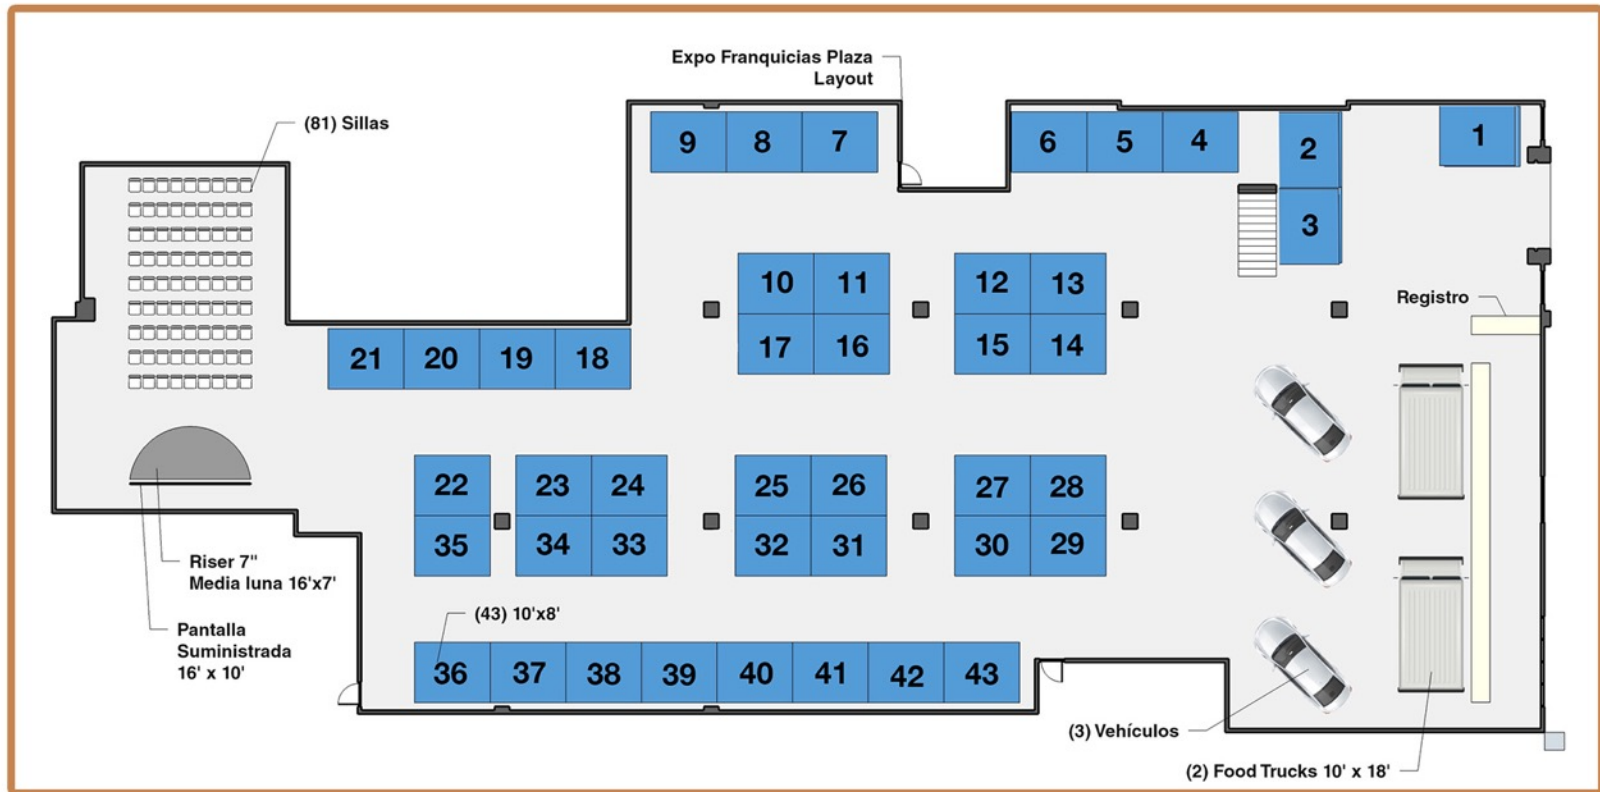 Expo Franquicias Plaza
Layout
(81) Sillas
9 8 7
6 5 4
2
1
3
10 11
12 13
Registro
17 16
15 14
21 20 19 18
22
23 24
25 26
27 28
35
34 33
32 31
30 29
Riser 7"
Media luna 16'x7'
(43) 10'x8'
Pantalla
Suministrada
16' x 10'
36 37 38 39 40 41 42 43
(3) Vehículos
(2) Food Trucks 10' x 18'